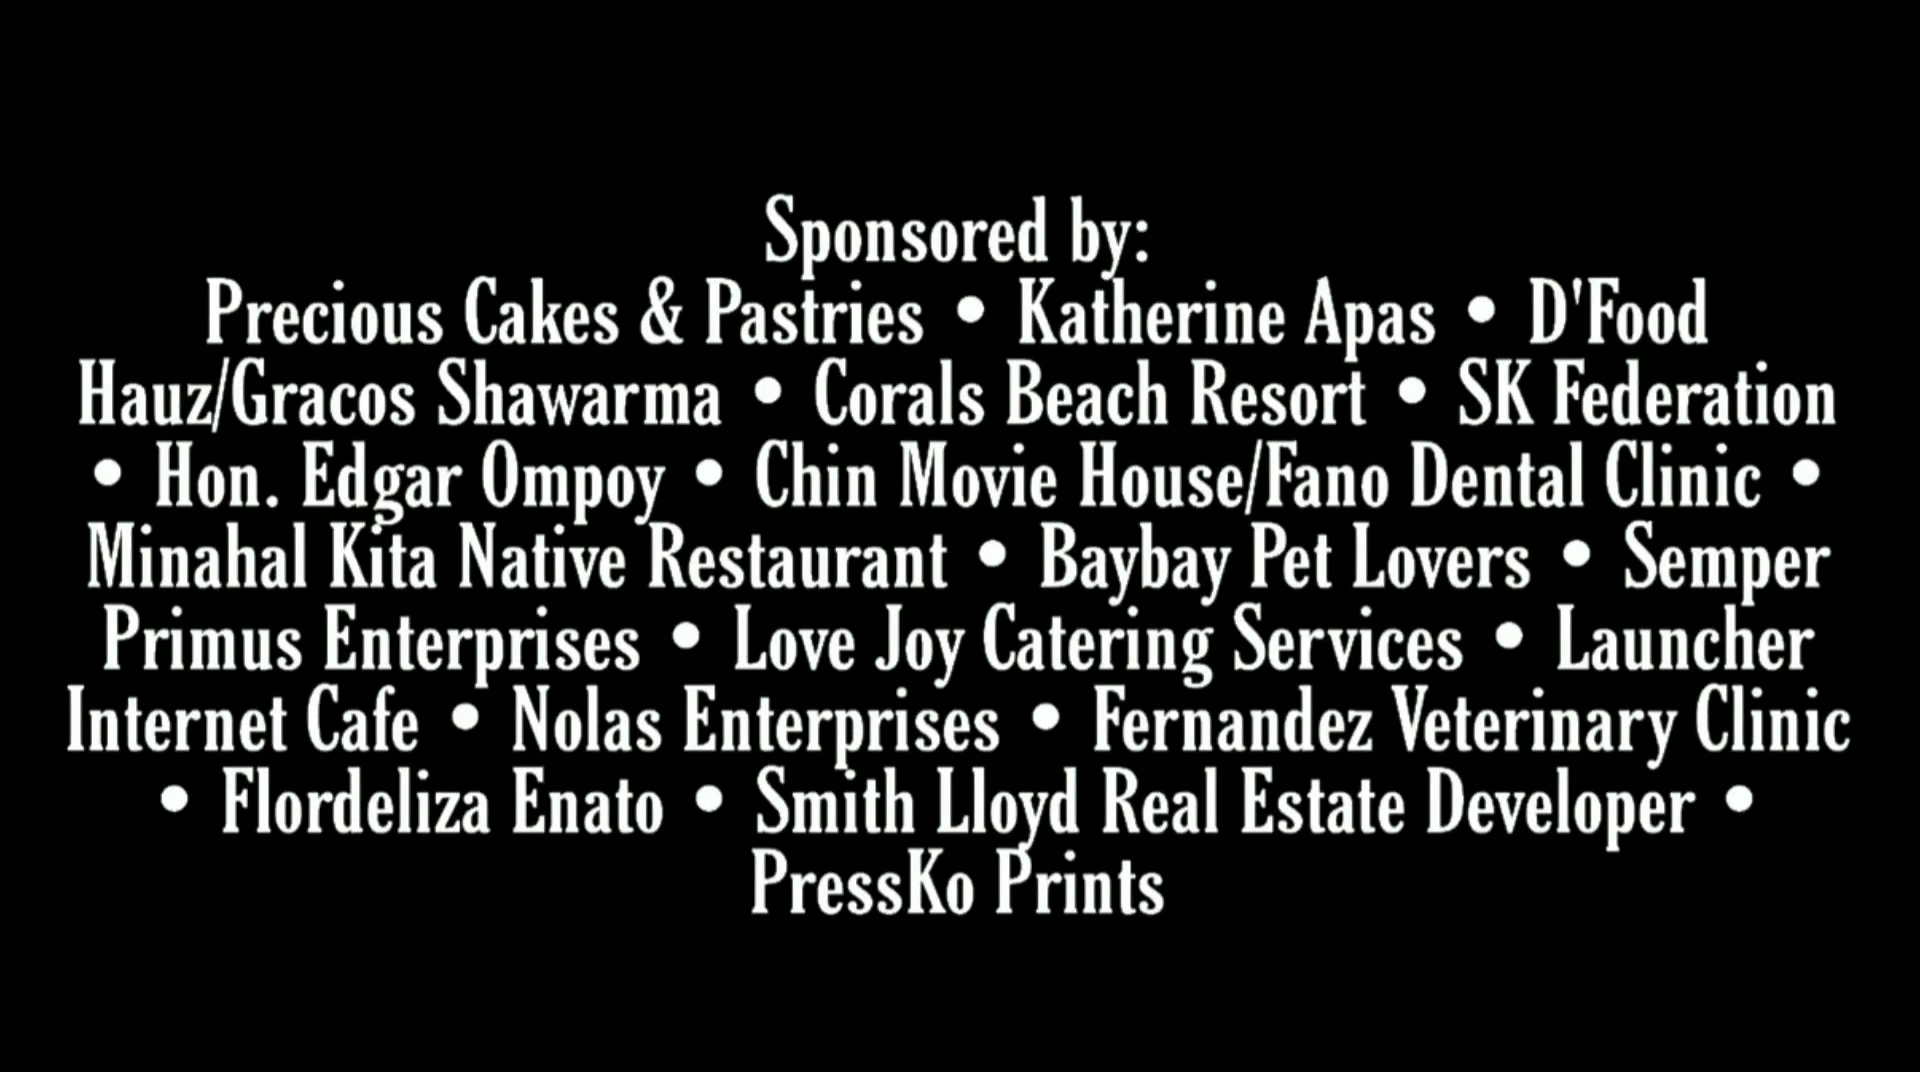 Sponsored by:
Precious Cakes & Pastries • Katherine Apas • D'Food
Hauz/Gracos Shawarma • Corals Beach Resort • SK Federation
• Hon. Edgar Ompoy • Chin Movie House/Fano Dental Clinic •
Minahal Kita Native Restaurant • Baybay Pet Lovers • Semper
Primus Enterprises • Love Joy Catering Services • Launcher
Internet Cafe • Nolas Enterprises • Fernandez Veterinary Clinic
• Flordeliza Enato • Smith Lloyd Real Estate Developer •
PressKo Prints